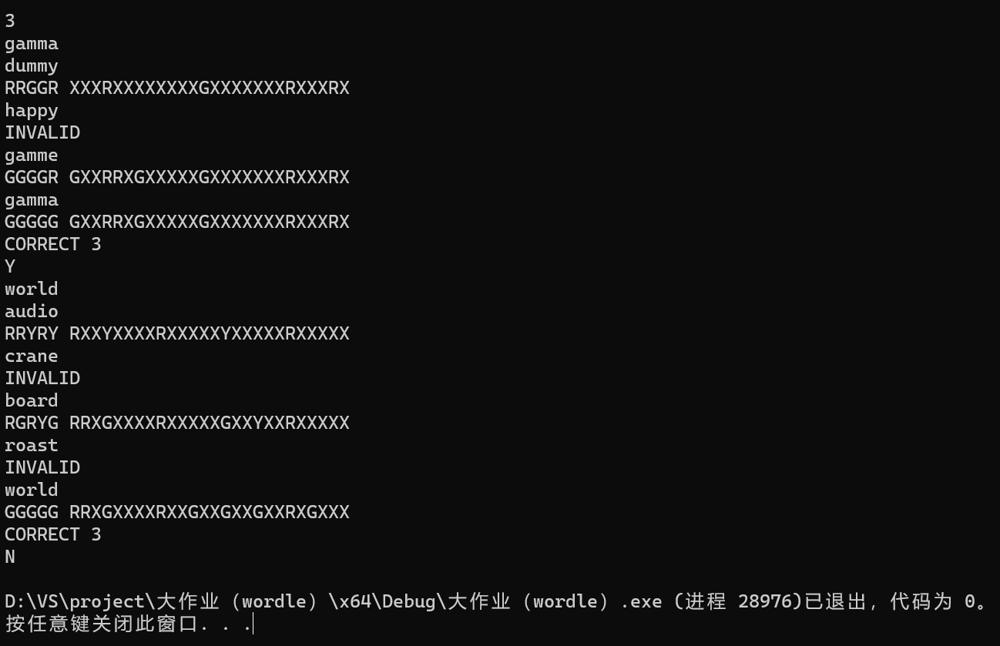 3
gamma
dummy
RRGGR XXXRXXXXXXXXGXXXXXXXRXXXRX
happy
INVALID
gamme
GGGGR GXXRRXGXXXXXGXXXXXXXRXXXRX
gamma
GGGGG GXXRRXGXXXXXGXXXXXXXRXXXRX
CORRECT 3
Y
world
audio
RRYRY RXXYXXXXRXXXXXYXXXXXRXXXXX
crane
INVALID
board
RGRYG RRXGXXXXRXXXXXGXXYXXRXXXXX
roast
INVALID
world
GGGGG RRXGXXXXRXXGXXGXXGXXRXGXXX
CORRECT 3
N
D:\VS\project\大作业（wordle）\x64\Debug\大作业（wordle）.exe (进程 28976)已退出，代码为 0。
按任意键关闭此窗口. . .